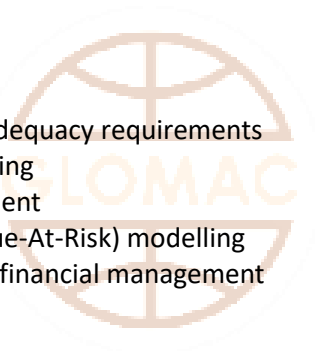 dequacy requirements
ing
GLOMAC
ent
ue-At-Risk) modelling
financial management